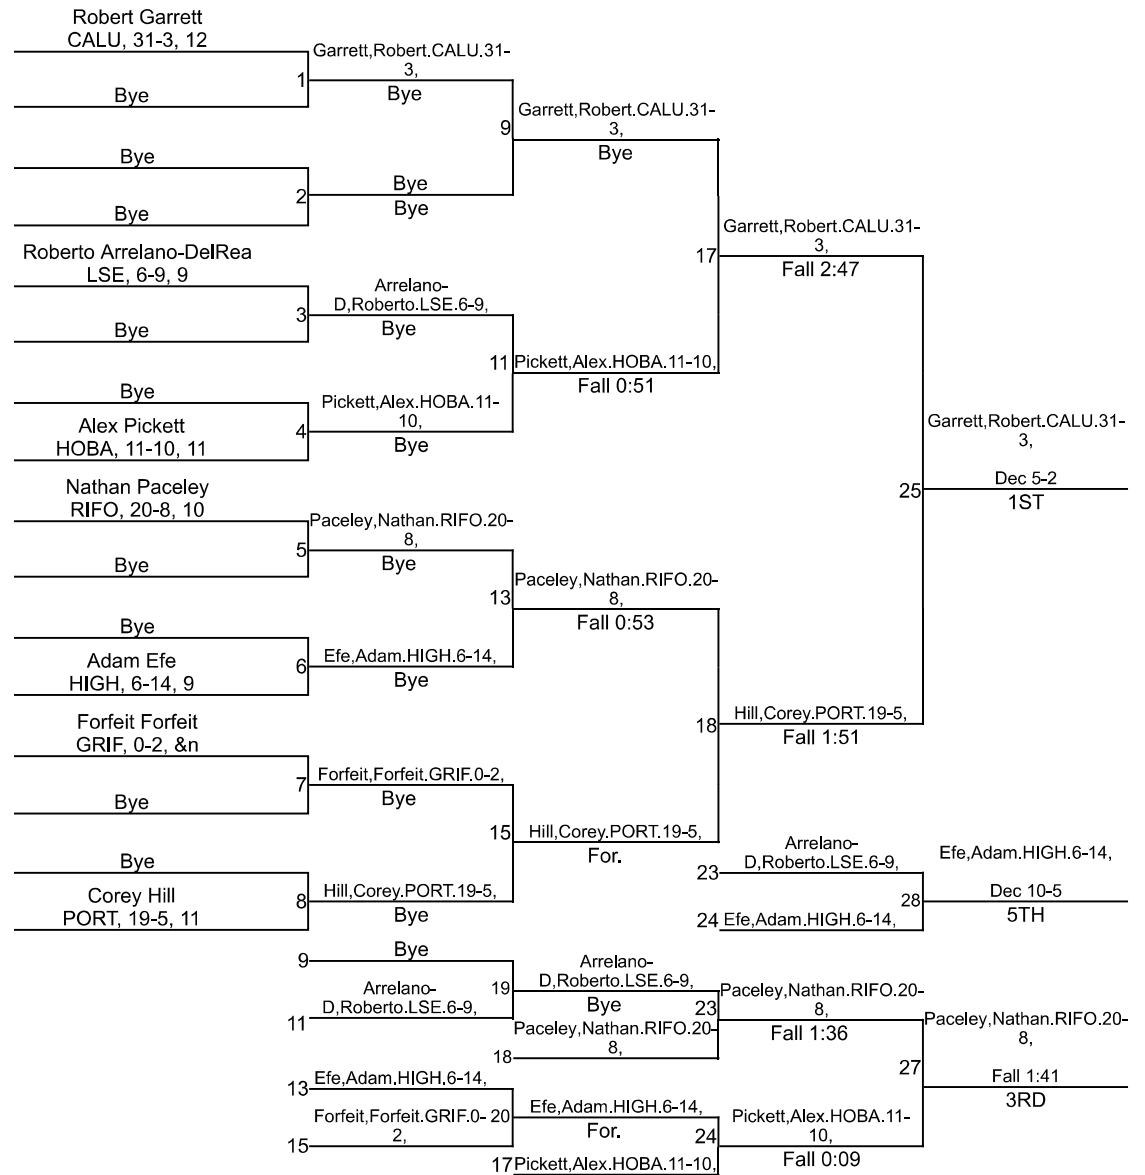 Robert Garrett
CALU, 31-3, 12
Garrett,Robert.CALU.31-
3,
1
Bye
Bye
Garrett,Robert.CALU.31-
3,
9
Bye
Bye
Bye
2
Bye
Bye
Garrett,Robert.CALU.31-
3,
17
Fall 2:47
Roberto Arrelano-DelRea
LSE, 6-9, 9
Arrelano-
D,Roberto.LSE.6-9,
3
Bye
Bye
11
Pickett,Alex.HOBA.11-10,
Fall 0:51
Bye
Pickett,Alex.HOBA.11-
10,
4
Bye
Alex Pickett
HOBA, 11-10, 11
Garrett,Robert.CALU.31-
3,
25
Dec 5-2
1ST
Nathan Paceley
RIFO, 20-8, 10
Paceley,Nathan.RIFO.20-
8,
5
Bye
Bye
Paceley,Nathan.RIFO.20-
8,
13
Fall 0:53
Bye
Efe,Adam.HIGH.6-14,
6
Bye
Adam Efe
HIGH, 6-14, 9
18
Hill,Corey.PORT.19-5,
Fall 1:51
Forfeit Forfeit
GRIF, 0-2, &n
Forfeit,Forfeit.GRIF.0-2,
7
Bye
Bye
15
Hill,Corey.PORT.19-5,
For.
Bye
Hill,Corey.PORT.19-5,
8
Bye
Corey Hill
PORT, 19-5, 11
Arrelano-
D,Roberto.LSE.6-9,
23
Efe,Adam.HIGH.6-14,
28
Dec 10-5
5TH
24
Efe,Adam.HIGH.6-14,
9
Bye
Arrelano-
D,Roberto.LSE.6-9,
19
Bye
Arrelano-
D,Roberto.LSE.6-9,
11
Paceley,Nathan.RIFO.20-
8,
23
Fall 1:36
Paceley,Nathan.RIFO.20-
8,
18
Paceley,Nathan.RIFO.20-
8,
27
Fall 1:41
3RD
13
Efe,Adam.HIGH.6-14,
20
Efe,Adam.HIGH.6-14,
For.
Forfeit,Forfeit.GRIF.0-
2,
15
24
Pickett,Alex.HOBA.11-
10,
Fall 0:09
17
Pickett,Alex.HOBA.11-10,